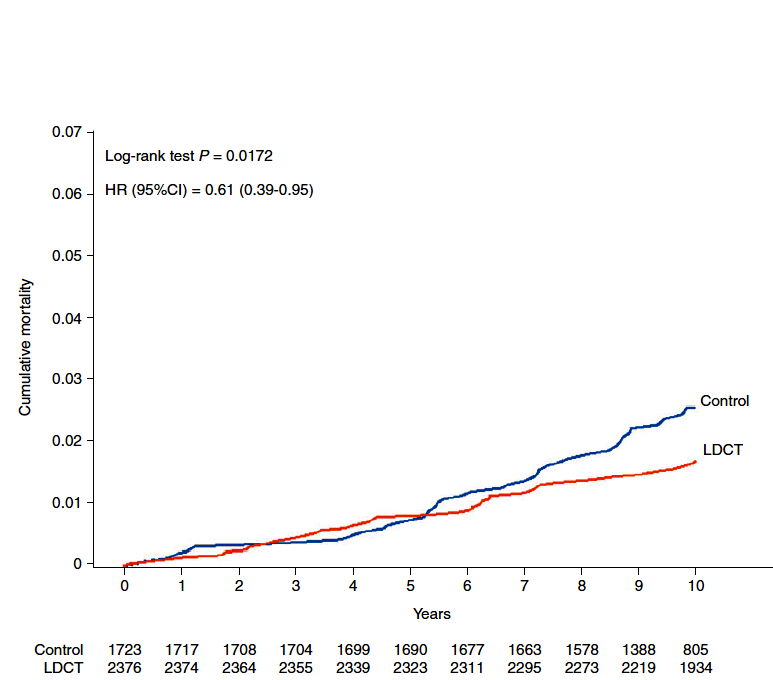 0.07
Log-rank test P = 0.0172
0.06
HR (95%CI) = 0.61 (0.39-0.95)
0.05
0.04
0.03
0.02
0.01
0
Cumulative mortality
Control
LDCT
0 1 2 3 4 5 6 7 8 9 10
Years
Control 1723 1717 1708 1704 1699 1690 1677 1663 1578 1388 805
LDCT 2376 2374 2364 2355 2339 2323 2311 2295 2273 2219 1934